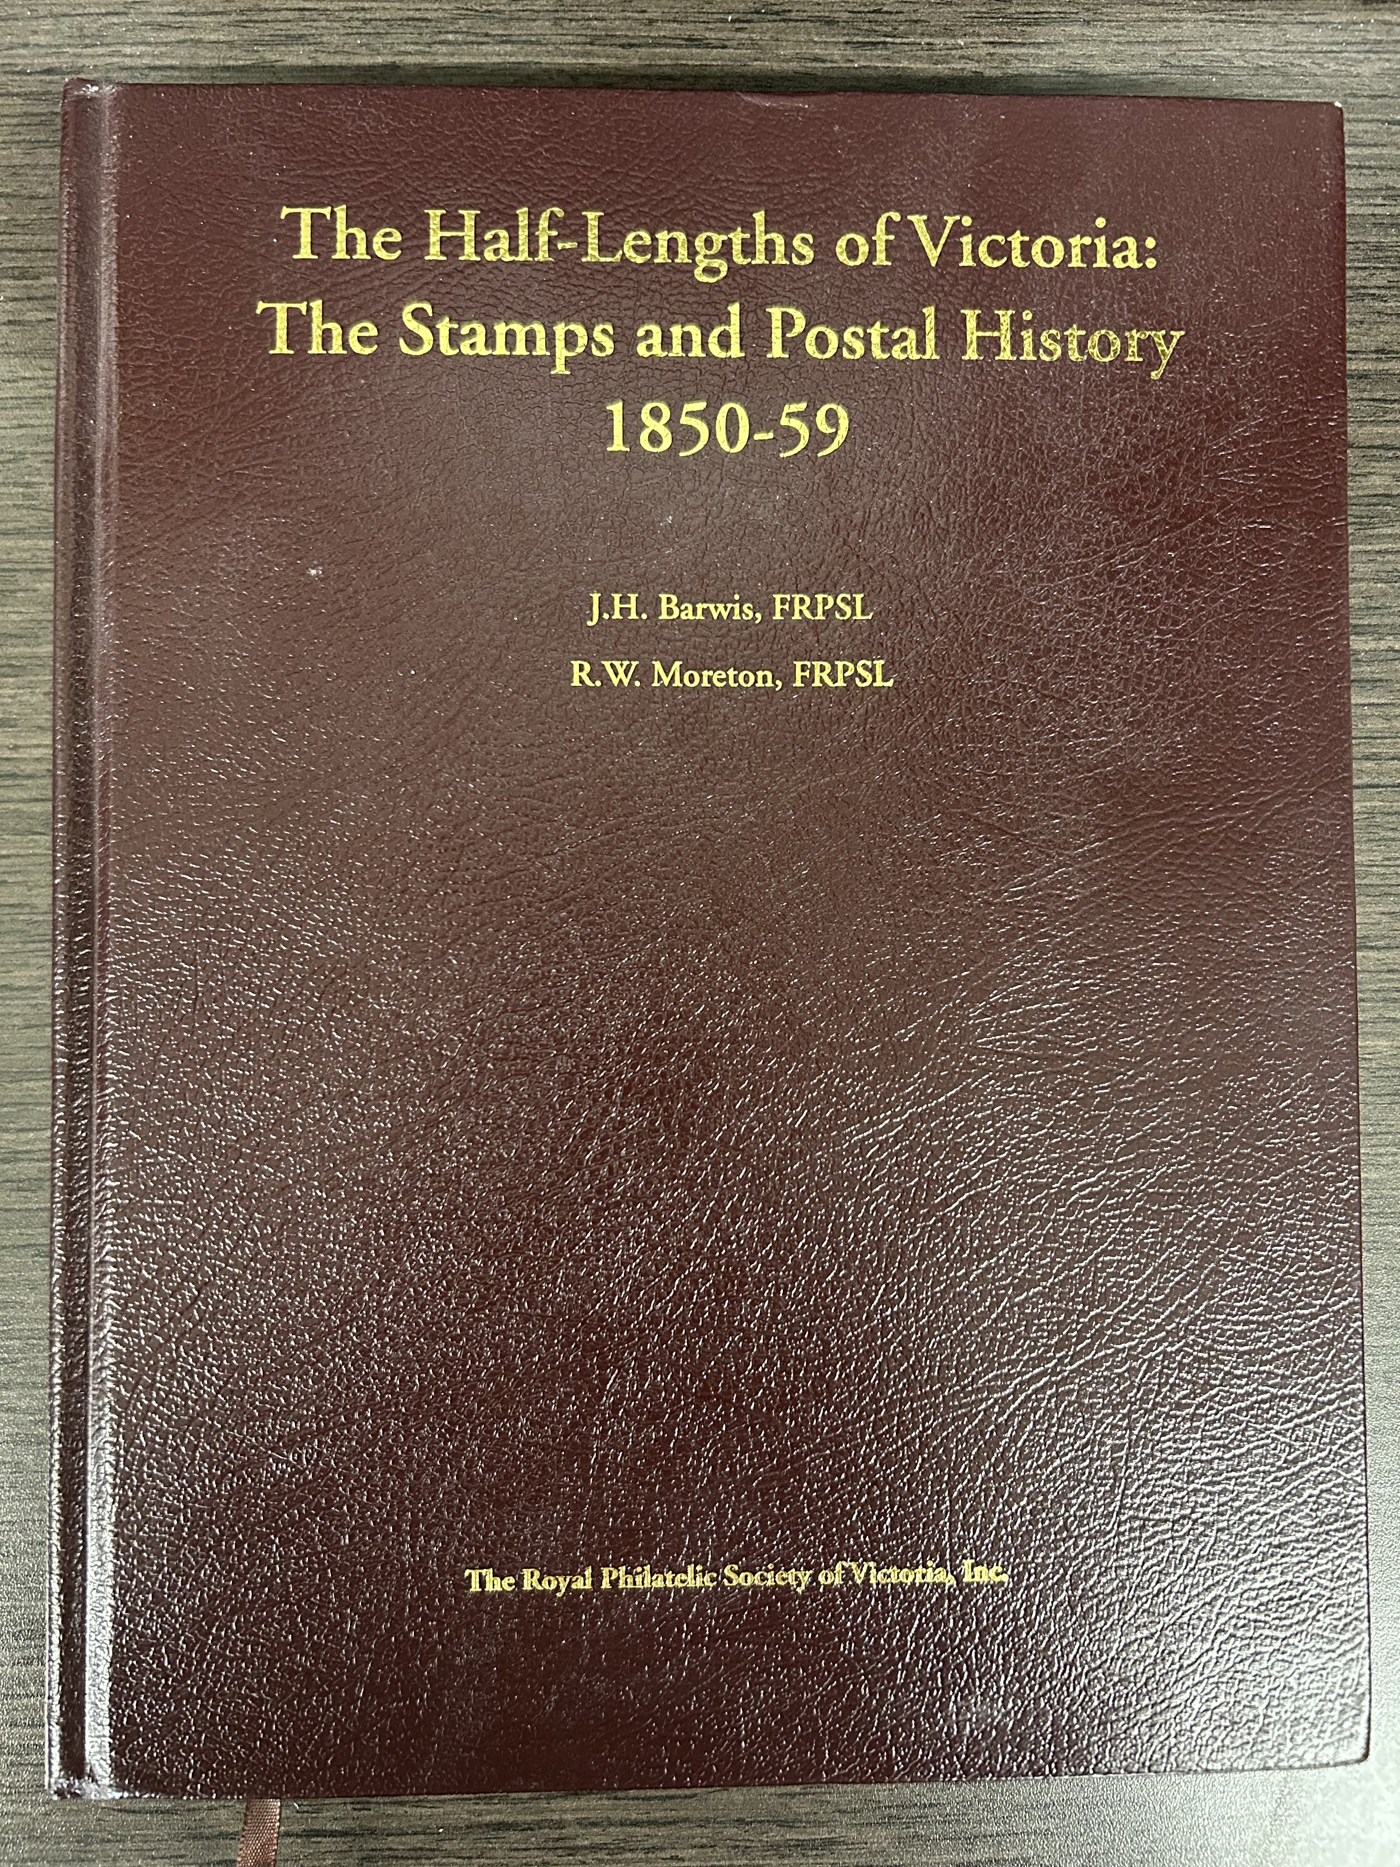 The Half-Lengths of Victoria:
The Stamps and Postal History
1850-59
J.H. Barwis, FRPSL
R.W. Moreton, FRPSL
The Royal Philatelic Society of Victoria, Inc.